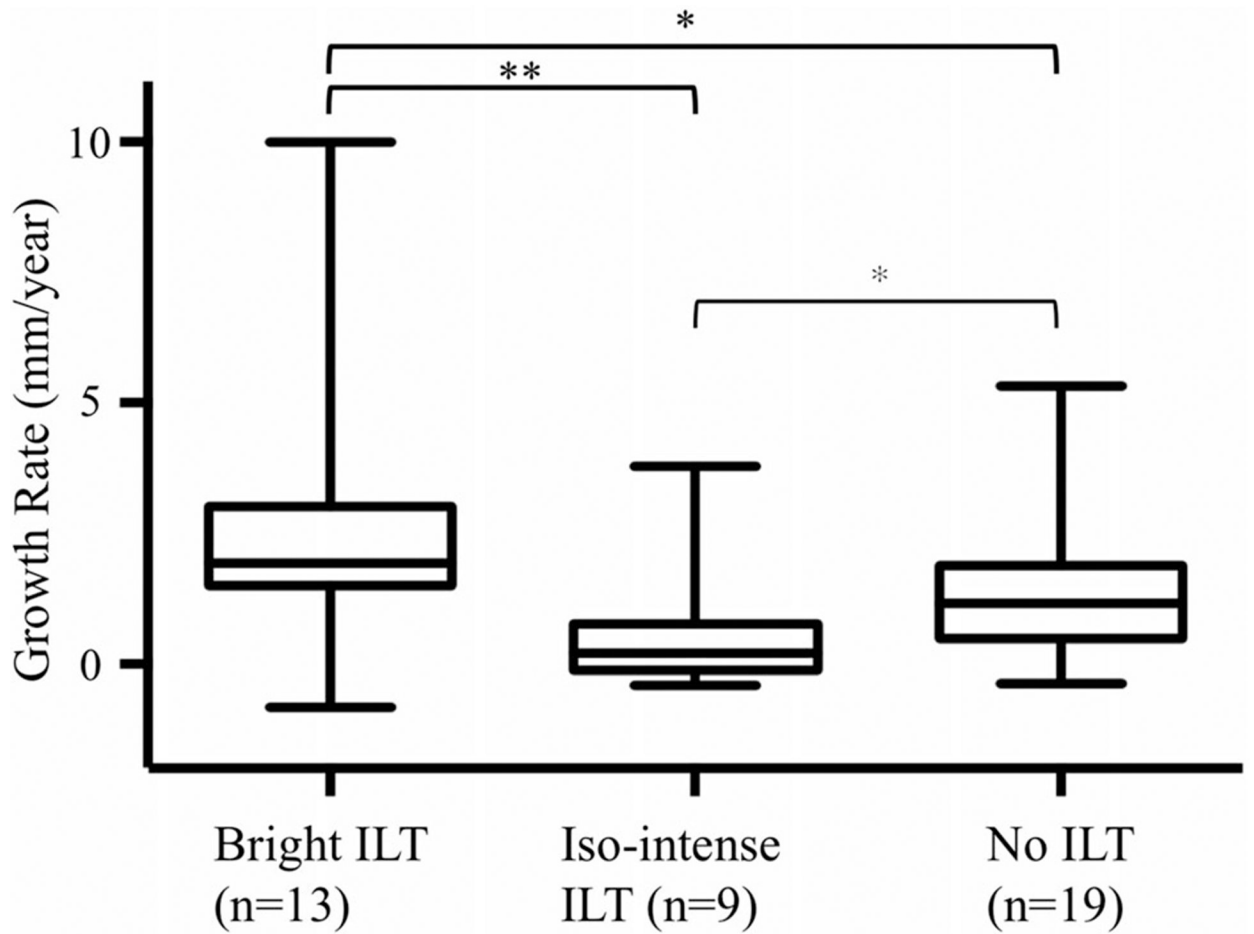 *
**
10
*
5
0
Growth Rate (mm/year)
Bright ILT
(n=13)
Iso-intense
ILT (n=9)
No ILT
(n=19)